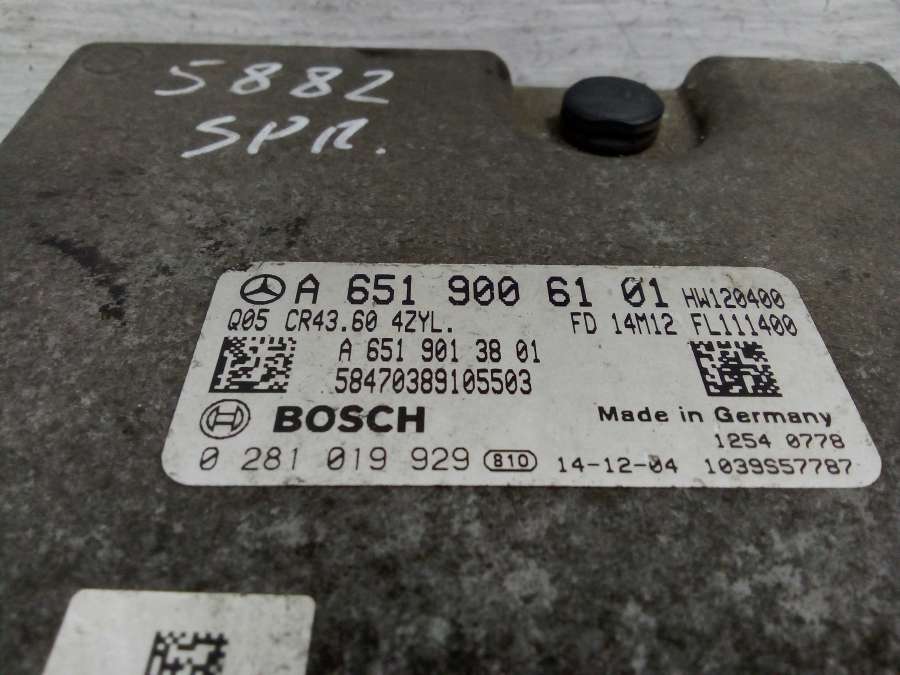 5882
SPR.
A 651 900 61 01 HW120400
Q05 CR43.60 4ZYL. FD 14M12 FL111400
A 651 901 38 01
58470389105503
BOSCH Made in Germany
1254 0778
0 281 019 929 810 14-12-04 1039S57787